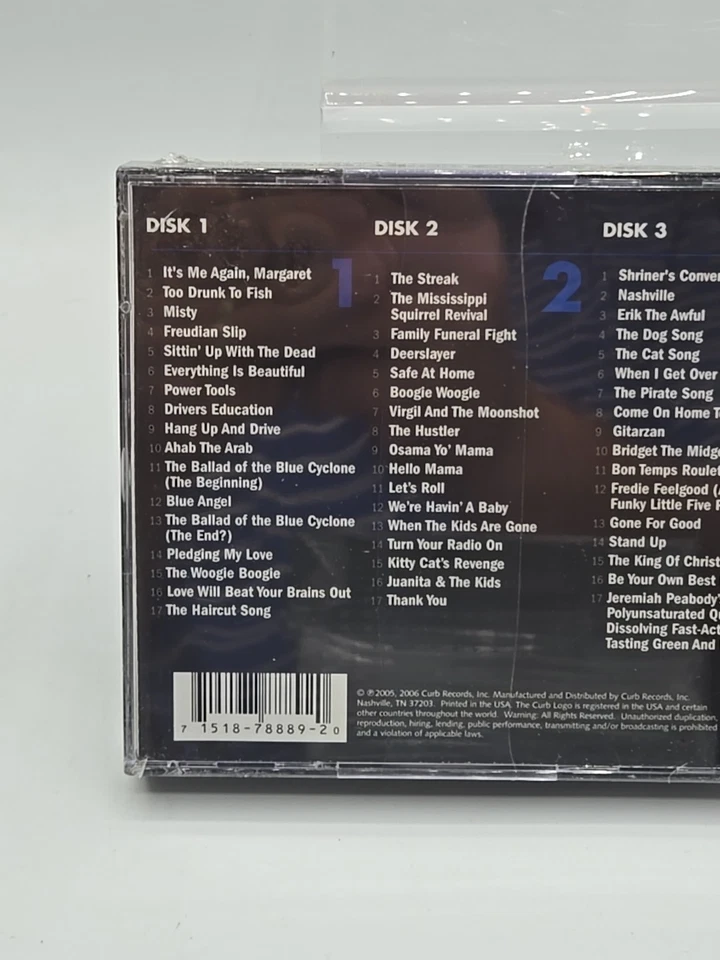 DISK 1
1 It's Me Again, Margaret
2 Too Drunk To Fish
3 Misty
4 Freudian Slip
5 Sittin' Up With The Dead
6 Everything Is Beautiful
7 Power Tools
8 Drivers Education
9 Hang Up And Drive
10 Ahab The Arab
11 The Ballad of the Blue Cyclone
(The Beginning)
12 Blue Angel
13 The Ballad of the Blue Cyclone
(The End?)
14 Pledging My Love
15 The Woogie Boogie
16 Love Will Beat Your Brains Out
17 The Haircut Song
1
DISK 2
1 The Streak
2 The Mississippi
Squirrel Revival
3 Family Funeral Fight
4 Deerslayer
5 Safe At Home
6 Boogie Woogie
7 Virgil And The Moonshot
8 The Hustler
9 Osama Yo' Mama
10 Hello Mama
11 Let's Roll
12 We're Havin' A Baby
13 When The Kids Are Gone
14 Turn Your Radio On
15 Kitty Cat's Revenge
16 Juanita & The Kids
17 Thank You
2
DISK 3
1 Shriner's Conver
2 Nashville
3 Erik The Awful
4 The Dog Song
5 The Cat Song
6 When I Get Over
7 The Pirate Song
8 Come On Home T
9 Gitarzan
10 Bridget The Midge
11 Bon Temps Roulet
12 Fredie Feelgood (
Funky Little Five
13 Gone For Good
14 Stand Up
15 The King Of Christ
16 Be Your Own Best
17 Jeremiah Peabody'
Polyunsaturated Q
Dissolving Fast-Act
Tasting Green And
7 1518-78889-2 0
© ℗ 2005, 2006 Curb Records, Inc. Manufactured and Distributed by Curb Records, Inc.
Nashville, TN 37203. Printed in the USA. The Curb Logo is registered in the USA and certain
other countries throughout the world. Warning: All Rights Reserved. Unauthorized duplication,
reproduction, hiring, lending, public performance, transmitting and/or broadcasting is prohibited
and a violation of applicable laws.